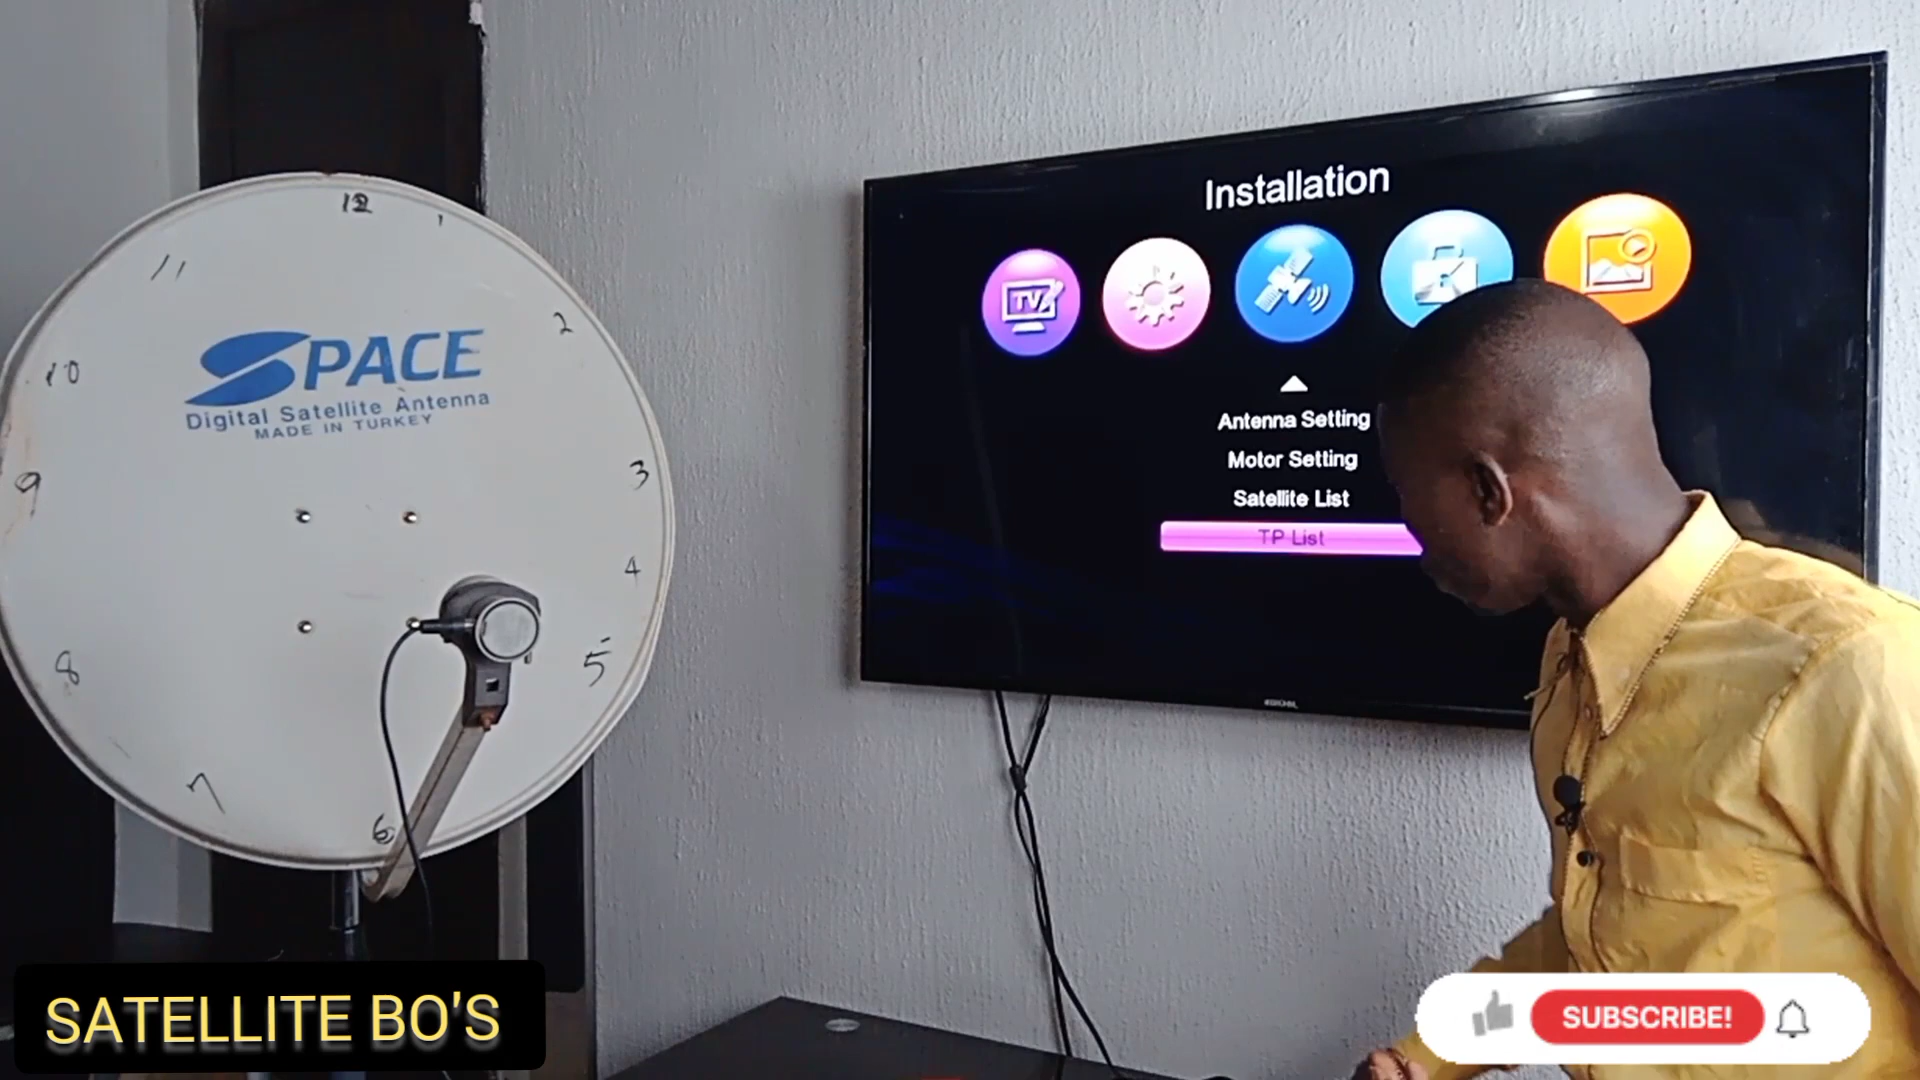 12
1
11
2
10
SPACE
Digital Satellite Antenna
MADE IN TURKEY
3
9
4
5
8
7
6
Installation
TV
Antenna Setting
Motor Setting
Satellite List
TP List
SATELLITE BO'S
SUBSCRIBE!